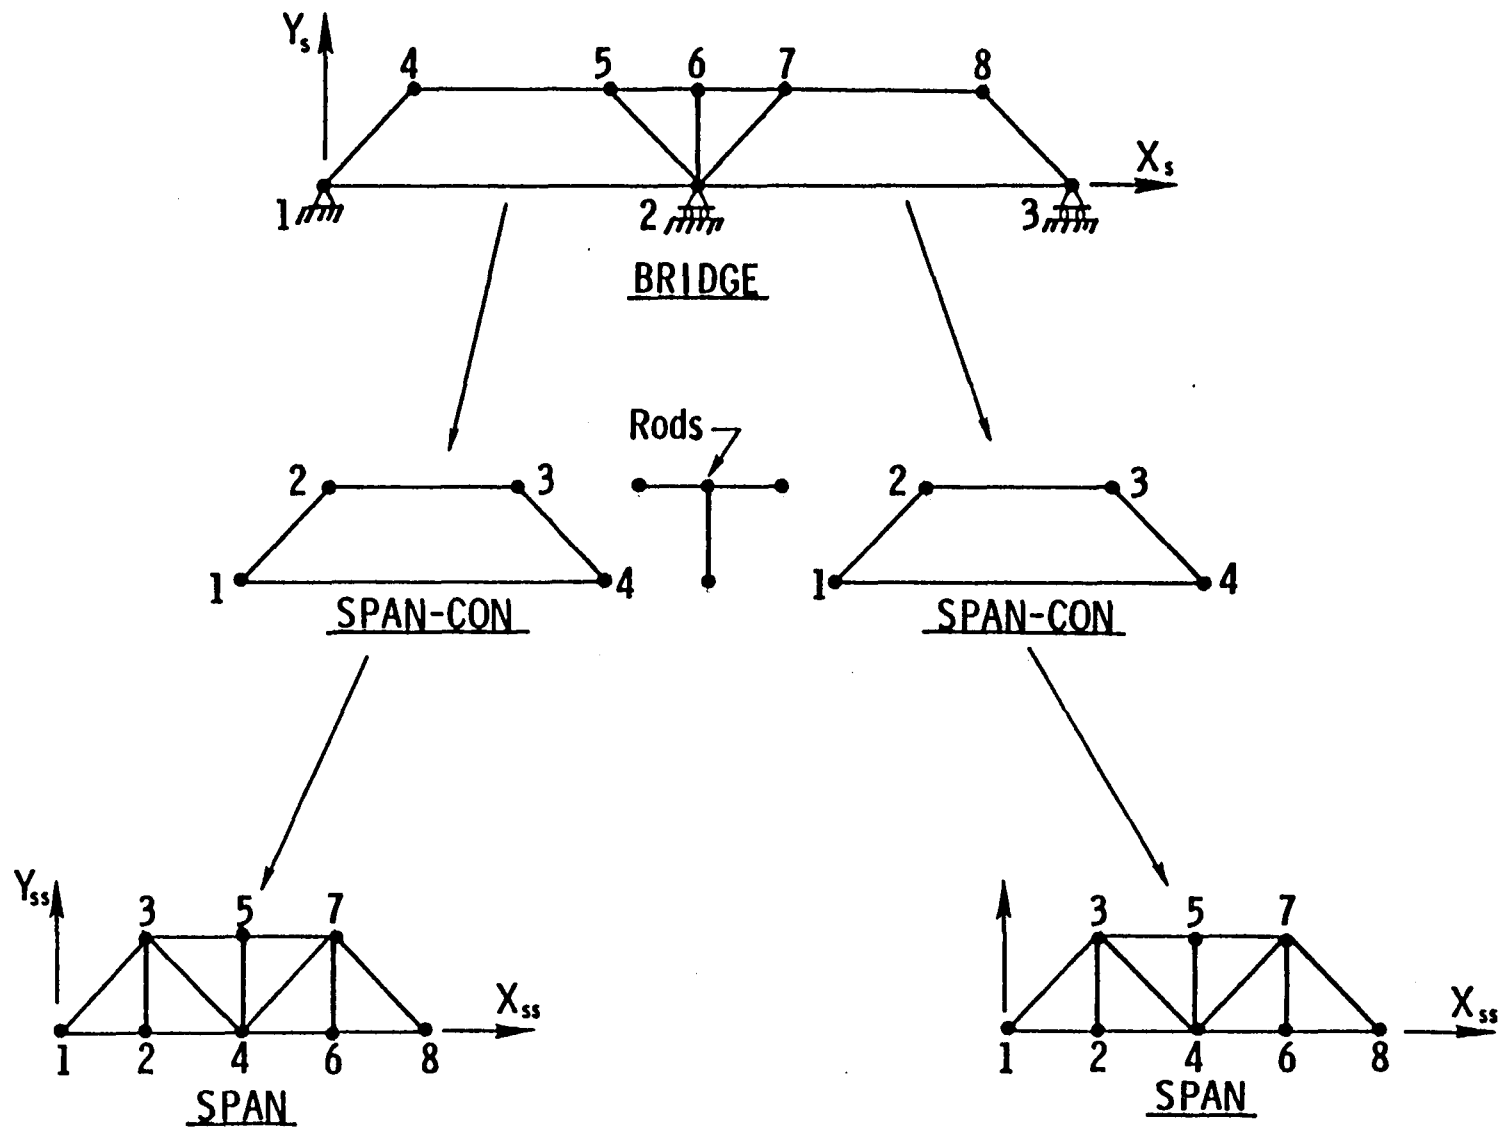 Ys
4 5 6 7 8
Xs
1 2 3
BRIDGE
Rods
2 3 2 3
1 4 1 4
SPAN-CON SPAN-CON
Yss 3 5 7 3 5 7
Xss Xss
1 2 4 6 8 1 2 4 6 8
SPAN SPAN